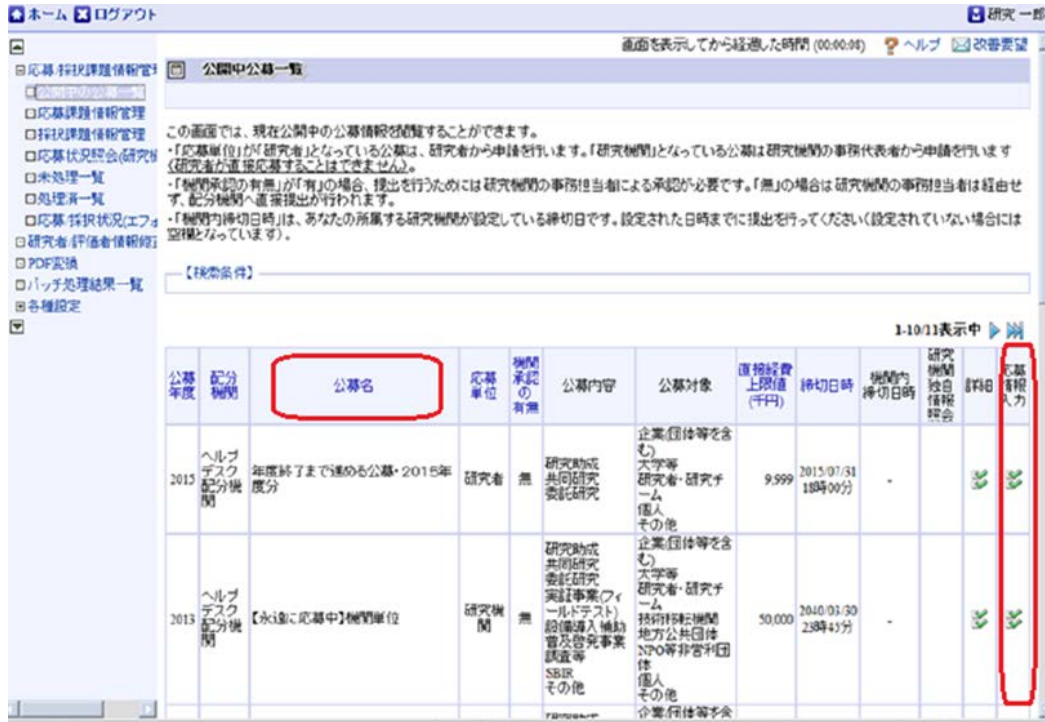 ホーム ログアウト
研究 一郎
画面を表示してから経過した時間 (00:00:08) ヘルプ 改善要望
応募/採択課題情報管理
公開中の公募一覧
応募課題情報管理
採択課題情報管理
応募状況照会(研究機
未処理一覧
処理済一覧
応募/採択状況(エフォ
研究者/評価者情報修正
PDF変換
バッチ処理結果一覧
各種設定
公開中公募一覧
この画面では、現在公開中の公募情報を閲覧することができます。
・「応募単位」が「研究者」となっている公募は、研究者から申請を行います。「研究機関」となっている公募は研究機関の事務代表者から申請を行います
(研究者が直接応募することはできません)。
・「機関承認の有無」が「有」の場合、提出を行うためには研究機関の事務担当者による承認が必要です。「無」の場合は研究機関の事務担当者は経由せ
ず、配分機関へ直接提出が行われます。
・「機関内締切日時」は、あなたの所属する研究機関が設定している締切日です。設定された日時までに提出を行ってください(設定されていない場合には
空欄となっています)。
【検索条件】
1-10/11表示中
公募
年度
配分
機関
公募名
応募
単位
機関
承認
の
有無
公募内容
公募対象
直接経費
上限値
(千円)
締切日時
機関内
締切日時
研究
機関
独自
情報
照会
詳細
応募
情報
入力
2015
ヘルプ
デスク
配分機
関
年度終了まで進める公募・2015年
度分
研究者
無
研究助成
共同研究
委託研究
企業(団体等を含
む)
大学等
研究者・研究チ
ーム
個人
その他
9,999
2015/07/31
18時00分
-
2013
ヘルプ
デスク
配分機
関
【永遠に応募中】機関単位
研究機
関
無
研究助成
共同研究
委託研究
実証事業(フィ
ールドテスト)
設備導入補助
普及啓発事業
調査等
SBIR
その他
企業(団体等を含
む)
大学等
研究者・研究チ
ーム
技術移転機関
地方公共団体
NPO等非営利団
体
個人
その他
50,000
2040/03/30
23時45分
-
企業(団体等を含